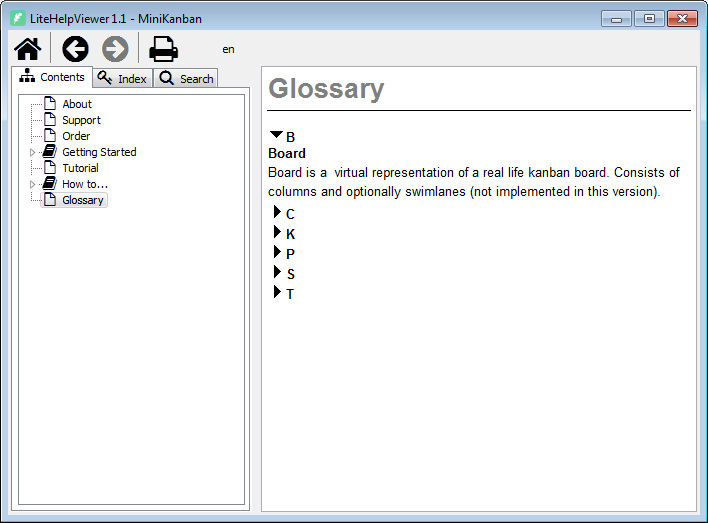 LiteHelpViewer 1.1 - MiniKanban
en
Contents
Index
Search
About
Support
Order
Getting Started
Tutorial
How to...
Glossary
Glossary
B
Board
Board is a virtual representation of a real life kanban board. Consists of
columns and optionally swimlanes (not implemented in this version).
C
K
P
S
T